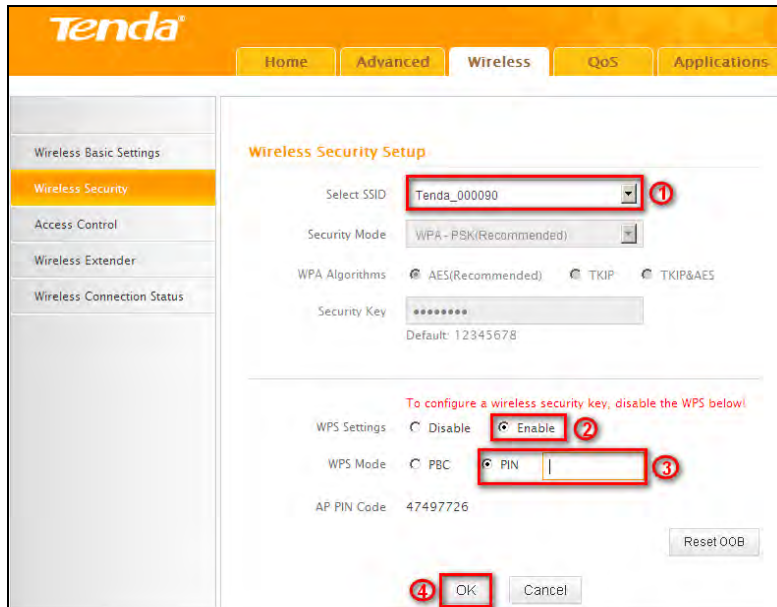 Tenda®
Home Advanced Wireless QoS Applications
Wireless Basic Settings
Wireless Security
Access Control
Wireless Extender
Wireless Connection Status
Wireless Security Setup
Select SSID Tenda_000090 ①
Security Mode WPA-PSK(Recommended)
WPA Algorithms AES(Recommended) TKIP TKIP&AES
Security Key ••••••••
Default: 12345678
To configure a wireless security key, disable the WPS below!
WPS Settings Disable Enable ②
WPS Mode PBC PIN ③
AP PIN Code 47497726
Reset OOB
④ OK Cancel